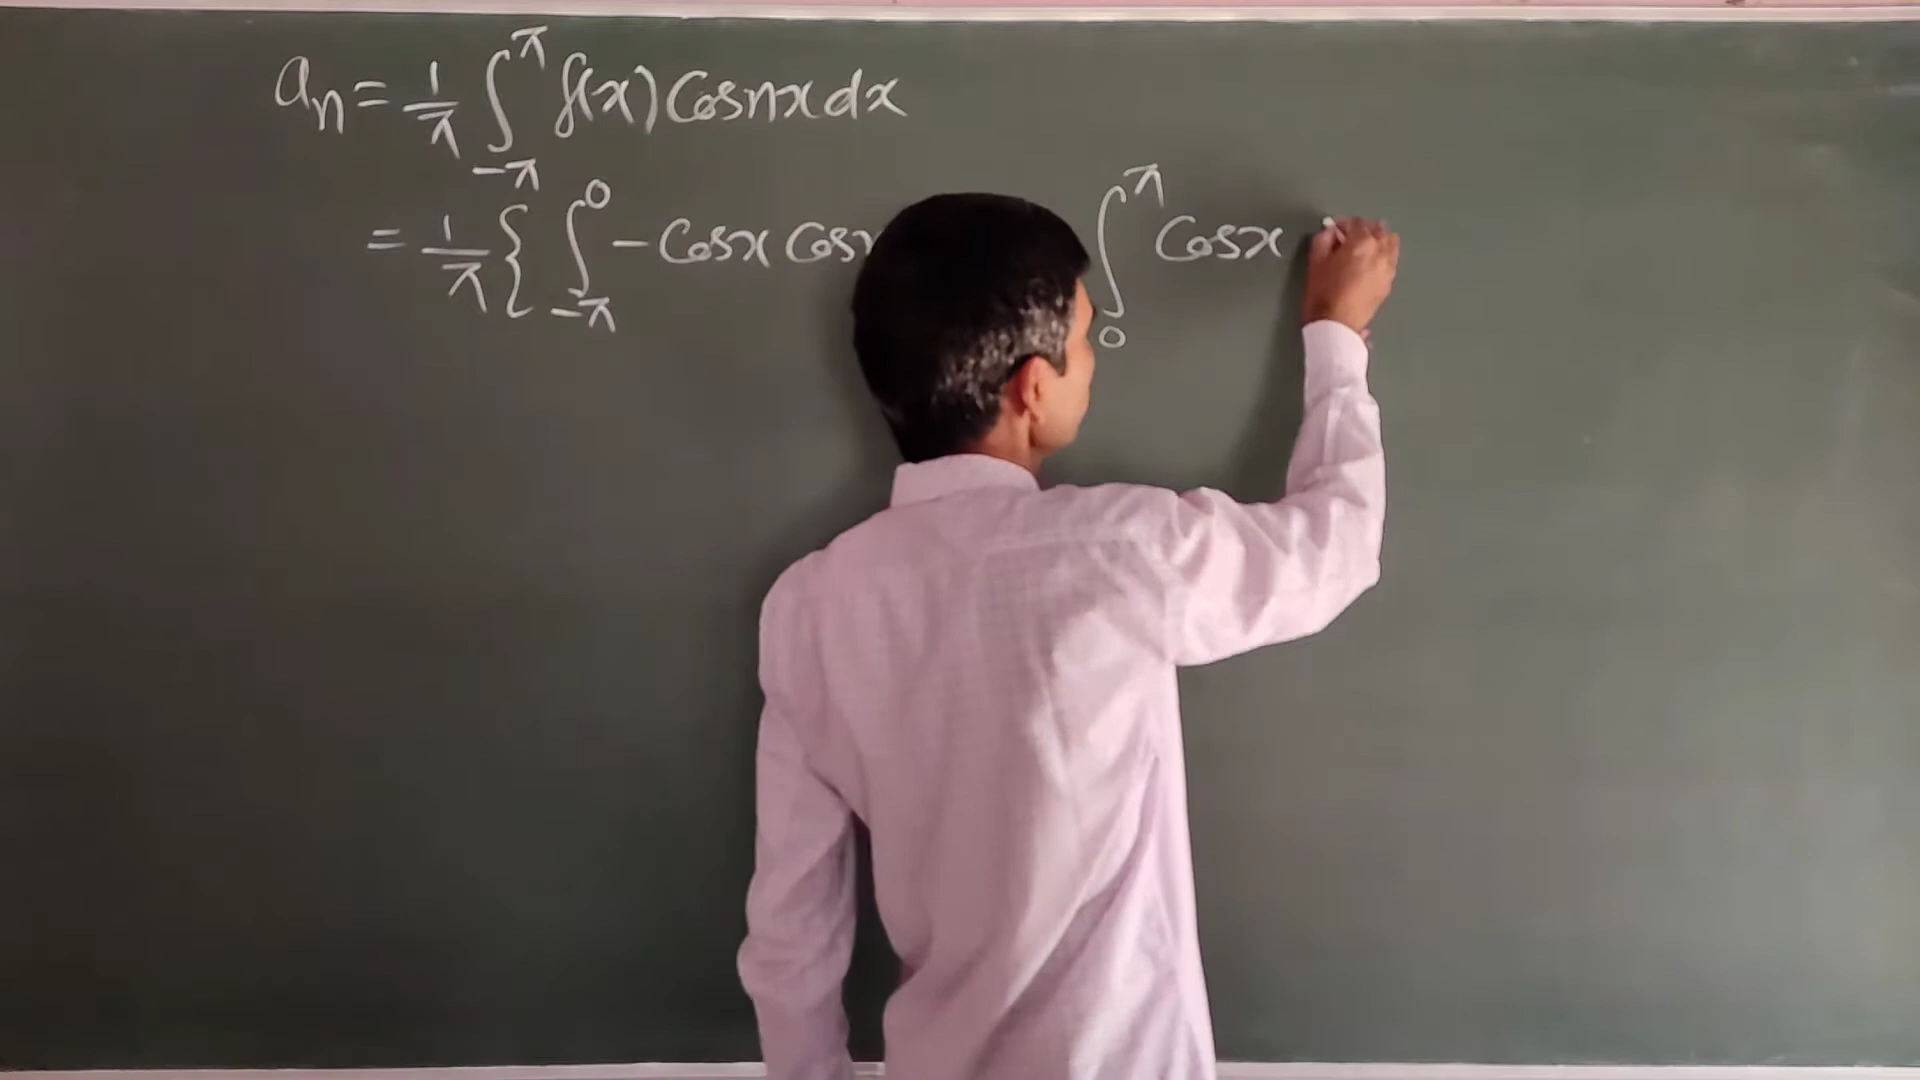 aₙ = 1/π ∫_{-π}^{π} f(x) Cosnx dx
= 1/π { ∫_{-π}^{0} -Cosx Cos ∫_{0}^{π} Cosx